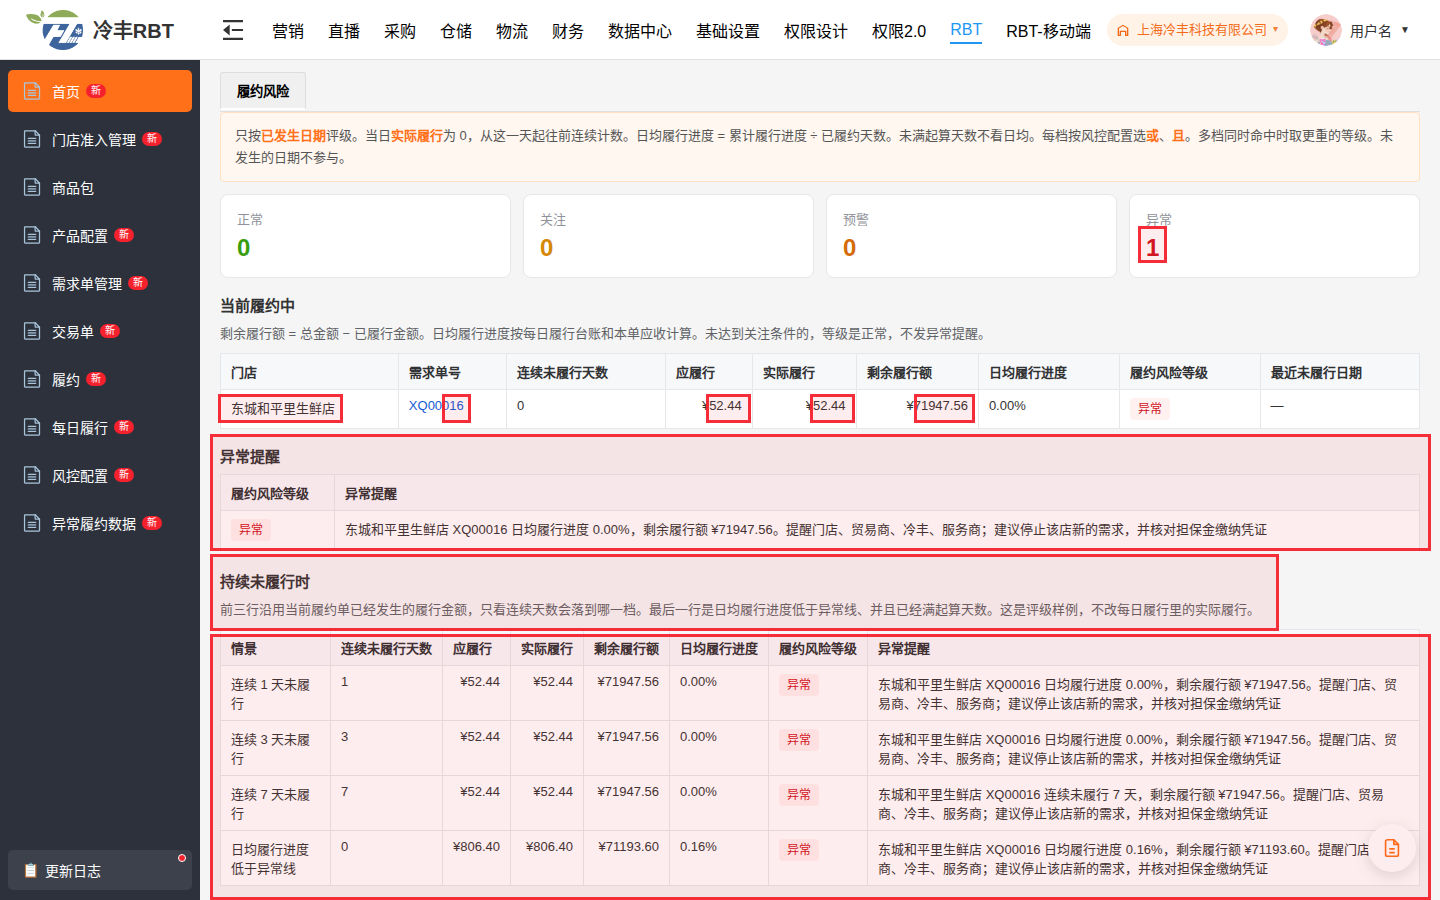 冷丰RBT
营销 直播 采购 仓储 物流 财务 数据中心 基础设置 权限设计 权限2.0 RBT RBT-移动端
上海冷丰科技有限公司 ▾
用户名 ▼
首页 新
门店准入管理 新
商品包
产品配置 新
需求单管理 新
交易单 新
履约 新
每日履行 新
风控配置 新
异常履约数据 新
更新日志
履约风险
只按已发生日期评级。当日实际履行为 0，从这一天起往前连续计数。日均履行进度 = 累计履行进度 ÷ 已履约天数。未满起算天数不看日均。每档按风控配置选或、且。多档同时命中时取更重的等级。未
发生的日期不参与。
正常
0
关注
0
预警
0
异常
1
当前履约中
剩余履行额 = 总金额 − 已履行金额。日均履行进度按每日履行台账和本单应收计算。未达到关注条件的，等级是正常，不发异常提醒。
门店 需求单号 连续未履行天数 应履行 实际履行 剩余履行额 日均履行进度 履约风险等级 最近未履行日期
东城和平里生鲜店 XQ00016 0 ¥52.44 ¥52.44 ¥71947.56 0.00% 异常 —
异常提醒
履约风险等级 异常提醒
异常 东城和平里生鲜店 XQ00016 日均履行进度 0.00%，剩余履行额 ¥71947.56。提醒门店、贸易商、冷丰、服务商；建议停止该店新的需求，并核对担保金缴纳凭证
持续未履行时
前三行沿用当前履约单已经发生的履行金额，只看连续天数会落到哪一档。最后一行是日均履行进度低于异常线、并且已经满起算天数。这是评级样例，不改每日履行里的实际履行。
情景 连续未履行天数 应履行 实际履行 剩余履行额 日均履行进度 履约风险等级 异常提醒
连续 1 天未履 1 ¥52.44 ¥52.44 ¥71947.56 0.00% 异常 东城和平里生鲜店 XQ00016 日均履行进度 0.00%，剩余履行额 ¥71947.56。提醒门店、贸
行 易商、冷丰、服务商；建议停止该店新的需求，并核对担保金缴纳凭证
连续 3 天未履 3 ¥52.44 ¥52.44 ¥71947.56 0.00% 异常 东城和平里生鲜店 XQ00016 日均履行进度 0.00%，剩余履行额 ¥71947.56。提醒门店、贸
行 易商、冷丰、服务商；建议停止该店新的需求，并核对担保金缴纳凭证
连续 7 天未履 7 ¥52.44 ¥52.44 ¥71947.56 0.00% 异常 东城和平里生鲜店 XQ00016 连续未履行 7 天，剩余履行额 ¥71947.56。提醒门店、贸易
行 商、冷丰、服务商；建议停止该店新的需求，并核对担保金缴纳凭证
日均履行进度 0 ¥806.40 ¥806.40 ¥71193.60 0.16% 异常 东城和平里生鲜店 XQ00016 日均履行进度 0.16%，剩余履行额 ¥71193.60。提醒门店
低于异常线 商、冷丰、服务商；建议停止该店新的需求，并核对担保金缴纳凭证